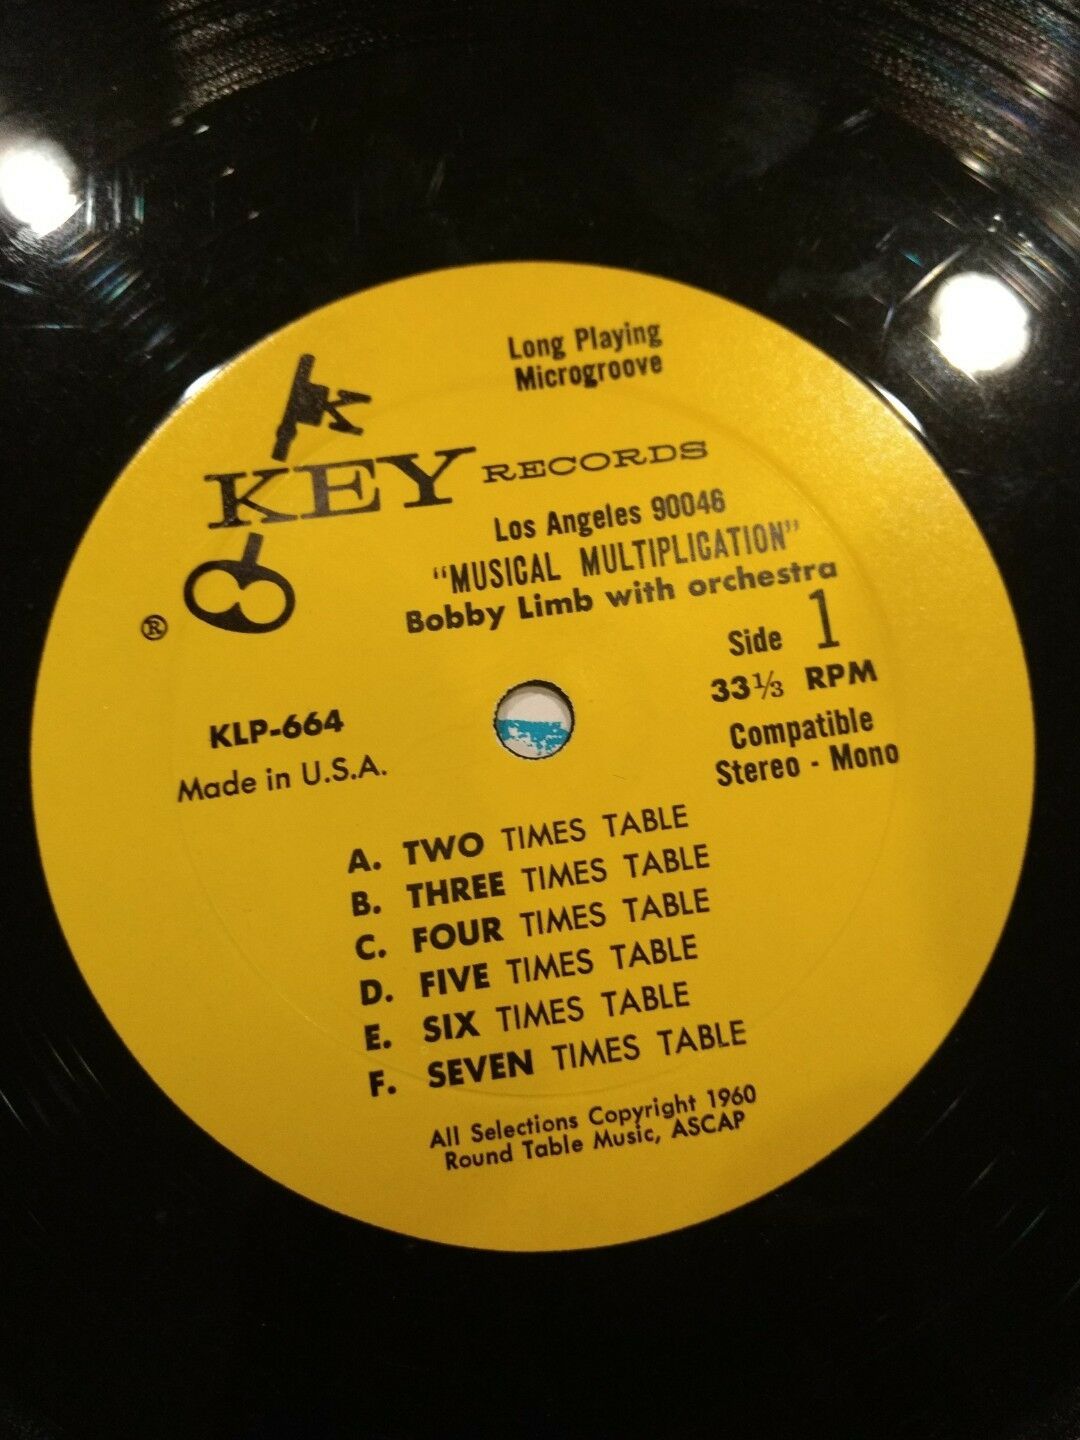 Long Playing
Microgroove
KEY RECORDS
Los Angeles 90046
"MUSICAL MULTIPLICATION"
Bobby Limb with orchestra
®
Side 1
33⅓ RPM
KLP-664
Compatible
Made in U.S.A.
Stereo - Mono
A. TWO TIMES TABLE
B. THREE TIMES TABLE
C. FOUR TIMES TABLE
D. FIVE TIMES TABLE
E. SIX TIMES TABLE
F. SEVEN TIMES TABLE
All Selections Copyright 1960
Round Table Music, ASCAP